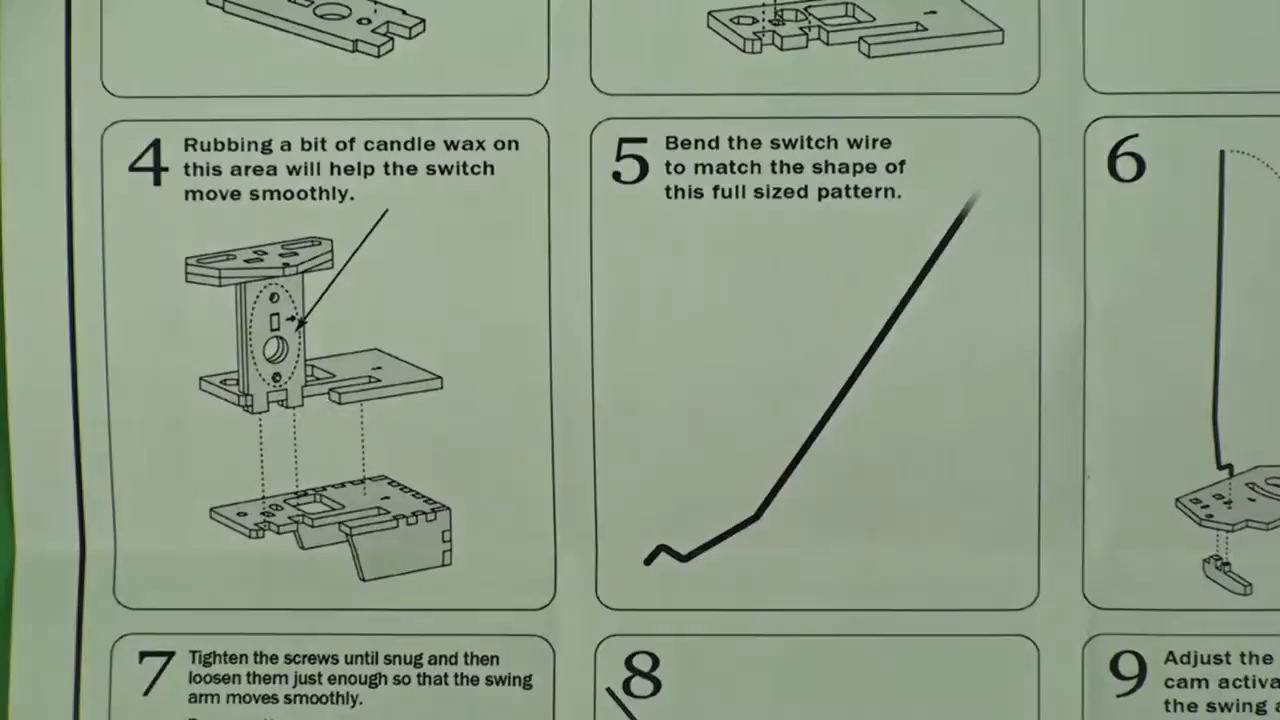 4
Rubbing a bit of candle wax on
this area will help the switch
move smoothly.
5
Bend the switch wire
to match the shape of
this full sized pattern.
6
7
Tighten the screws until snug and then
loosen them just enough so that the swing
arm moves smoothly.
8
9
Adjust the
cam activa
the swing